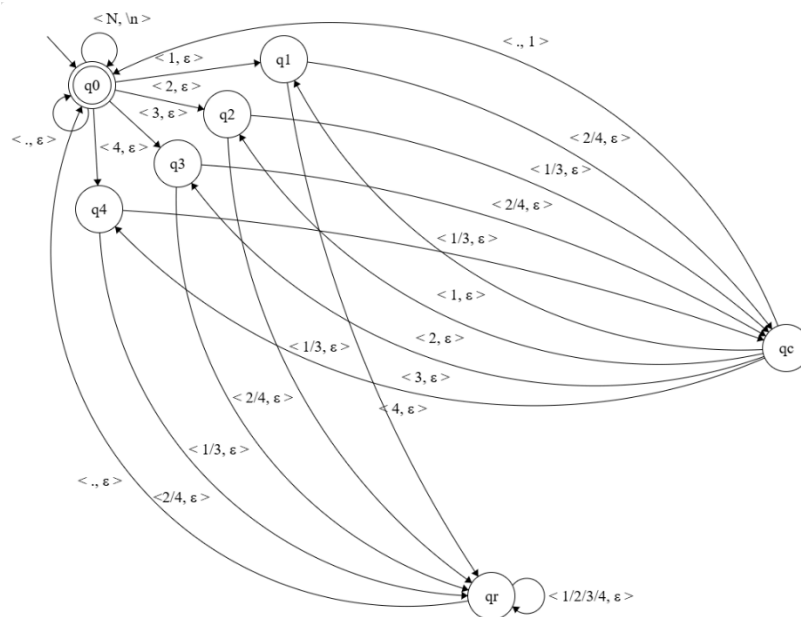 < N, \n >
< ., 1 >
q0
< 1, ε >
q1
< 2, ε >
q2
< 3, ε >
< ., ε >
< 4, ε >
q3
< 2/4, ε >
< 1/3, ε >
< 2/4, ε >
q4
< 1/3, ε >
< 1, ε >
< 2, ε >
< 1/3, ε >
qc
< 3, ε >
< 2/4, ε >
< 4, ε >
< 1/3, ε >
< ., ε >
<2/4, ε >
qr
< 1/2/3/4, ε >